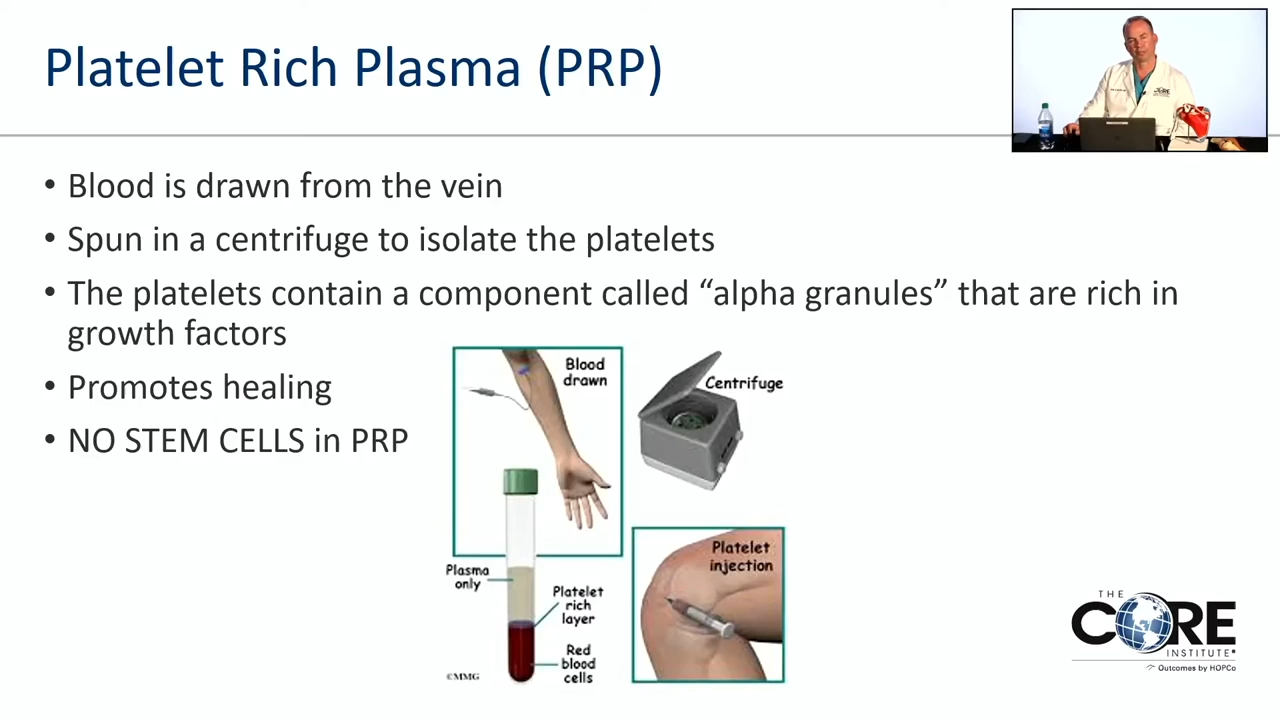 Platelet Rich Plasma (PRP)
• Blood is drawn from the vein
• Spun in a centrifuge to isolate the platelets
• The platelets contain a component called “alpha granules” that are rich in
growth factors
• Promotes healing
• NO STEM CELLS in PRP
Blood
drawn
Centrifuge
Plasma
only
Platelet
rich
layer
Red
blood
cells
©MMG
Platelet
injection
THE
CORE
INSTITUTE®
Outcomes by HOPCo
CORE